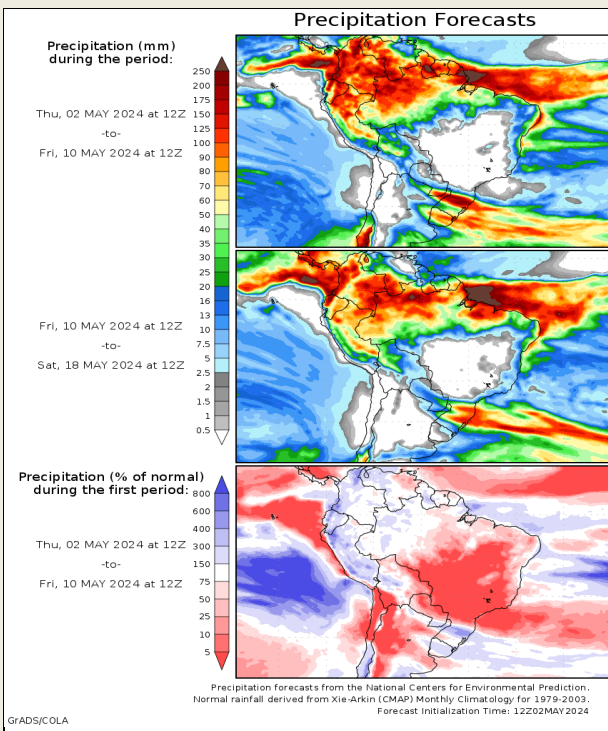 Precipitation Forecasts
Precipitation (mm)
during the period:
Thu, 02 MAY 2024 at 12Z
-to-
Fri, 10 MAY 2024 at 12Z
250
200
175
150
125
100
90
80
70
60
50
40
35
30
25
20
16
13
10
7.5
5
2.5
2
1.5
1
0.5
Fri, 10 MAY 2024 at 12Z
-to-
Sat, 18 MAY 2024 at 12Z
Precipitation (% of normal)
during the first period:
Thu, 02 MAY 2024 at 12Z
-to-
Fri, 10 MAY 2024 at 12Z
800
600
400
300
150
75
50
25
10
5
Precipitation forecasts from the National Centers for Environmental Prediction.
Normal rainfall derived from Xie-Arkin (CMAP) Monthly Climatology for 1979-2003.
Forecast Initialization Time: 12Z02MAY2024
GrADS/COLA